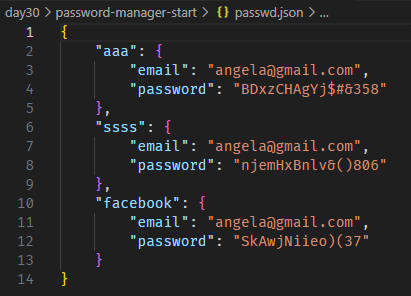 day30 > password-manager-start > {} passwd.json > ...
1 {
2 "aaa": {
3 "email": "angela@gmail.com",
4 "password": "BDxzCHAgYj$#&358"
5 },
6 "ssss": {
7 "email": "angela@gmail.com",
8 "password": "njemHxBnlv&()806"
9 },
10 "facebook": {
11 "email": "angela@gmail.com",
12 "password": "SkAwjNiieo)(37"
13 }
14 }